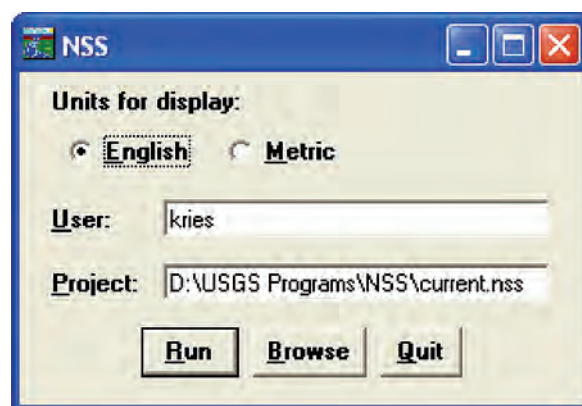 NSS
Units for display:
English Metric
User: kries
Project: D:\USGS Programs\NSS\current.nss
Run Browse Quit